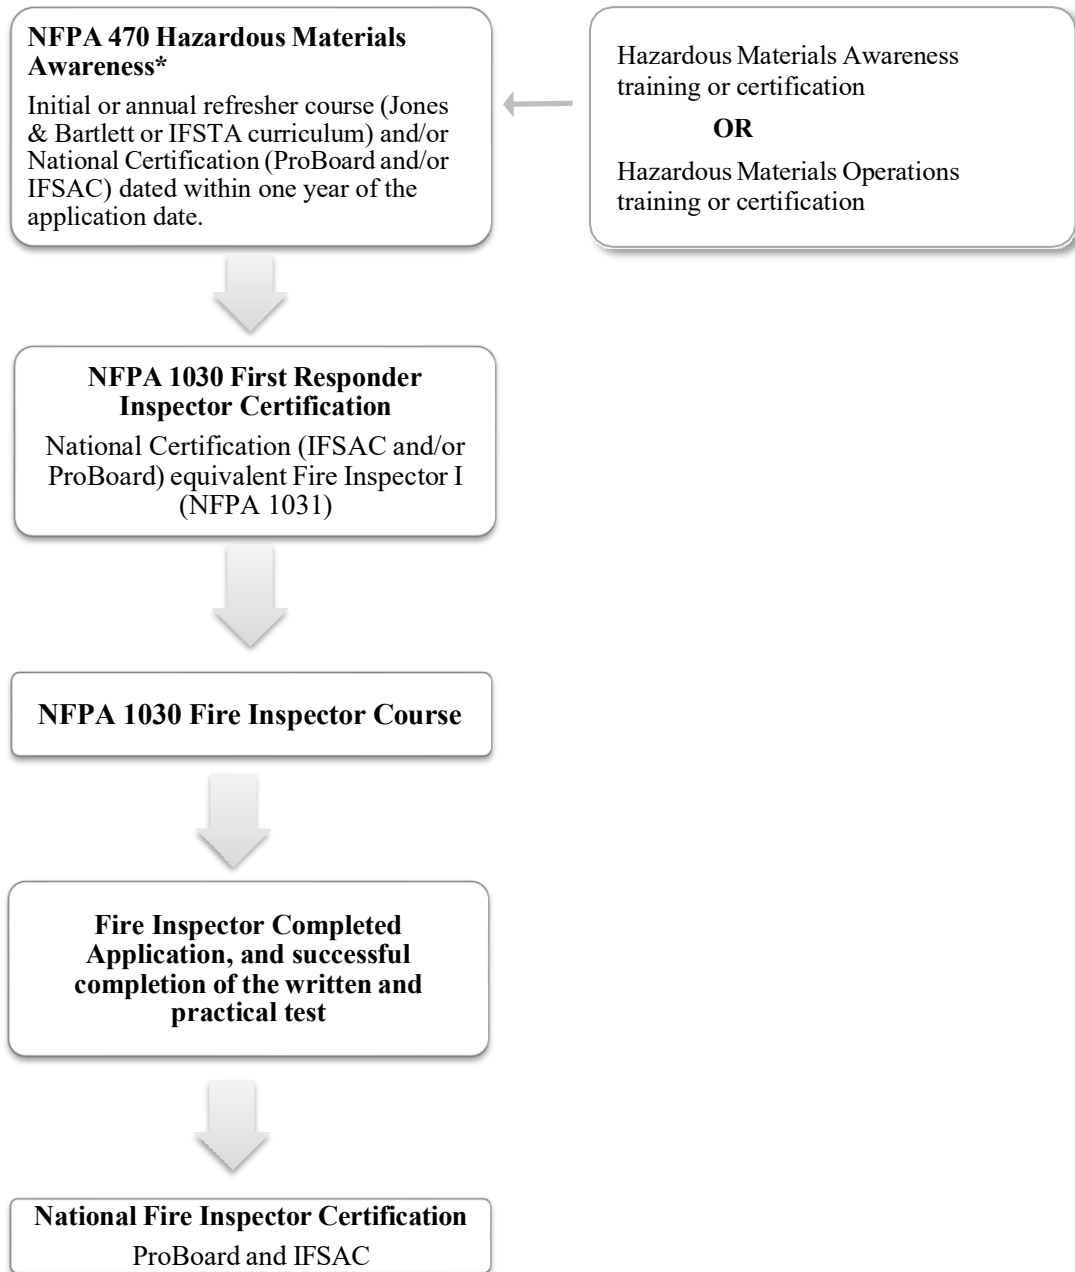 NFPA 470 Hazardous Materials
Awareness*
Initial or annual refresher course (Jones
& Bartlett or IFSTA curriculum) and/or
National Certification (ProBoard and/or
IFSAC) dated within one year of the
application date.
Hazardous Materials Awareness
training or certification
OR
Hazardous Materials Operations
training or certification
NFPA 1030 First Responder
Inspector Certification
National Certification (IFSAC and/or
ProBoard) equivalent Fire Inspector I
(NFPA 1031)
NFPA 1030 Fire Inspector Course
Fire Inspector Completed
Application, and successful
completion of the written and
practical test
National Fire Inspector Certification
ProBoard and IFSAC